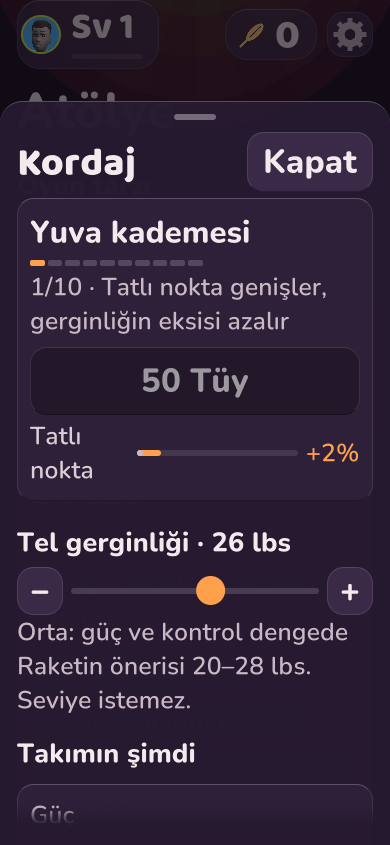 Sv 1
0
Atölye
Kordaj
Kapat
Yuva kademesi
1/10 · Tatlı nokta genişler,
gerginliğin eksisi azalır
50 Tüy
Tatlı
nokta
+2%
Tel gerginliği · 26 lbs
−
+
Orta: güç ve kontrol dengede
Raketin önerisi 20–28 lbs.
Seviye istemez.
Takımın şimdi
Güç